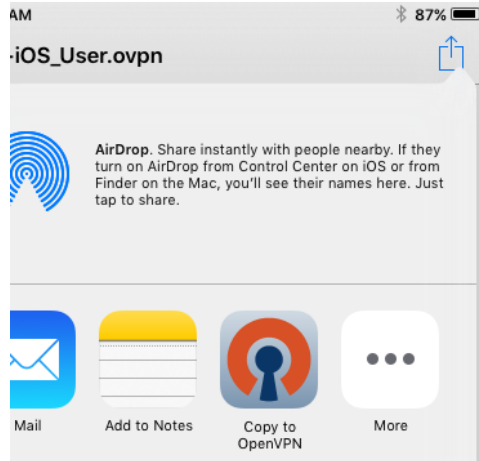 AM
87%
-iOS_User.ovpn
AirDrop. Share instantly with people nearby. If they
turn on AirDrop from Control Center on iOS or from
Finder on the Mac, you'll see their names here. Just
tap to share.
Mail
Add to Notes
Copy to
OpenVPN
More